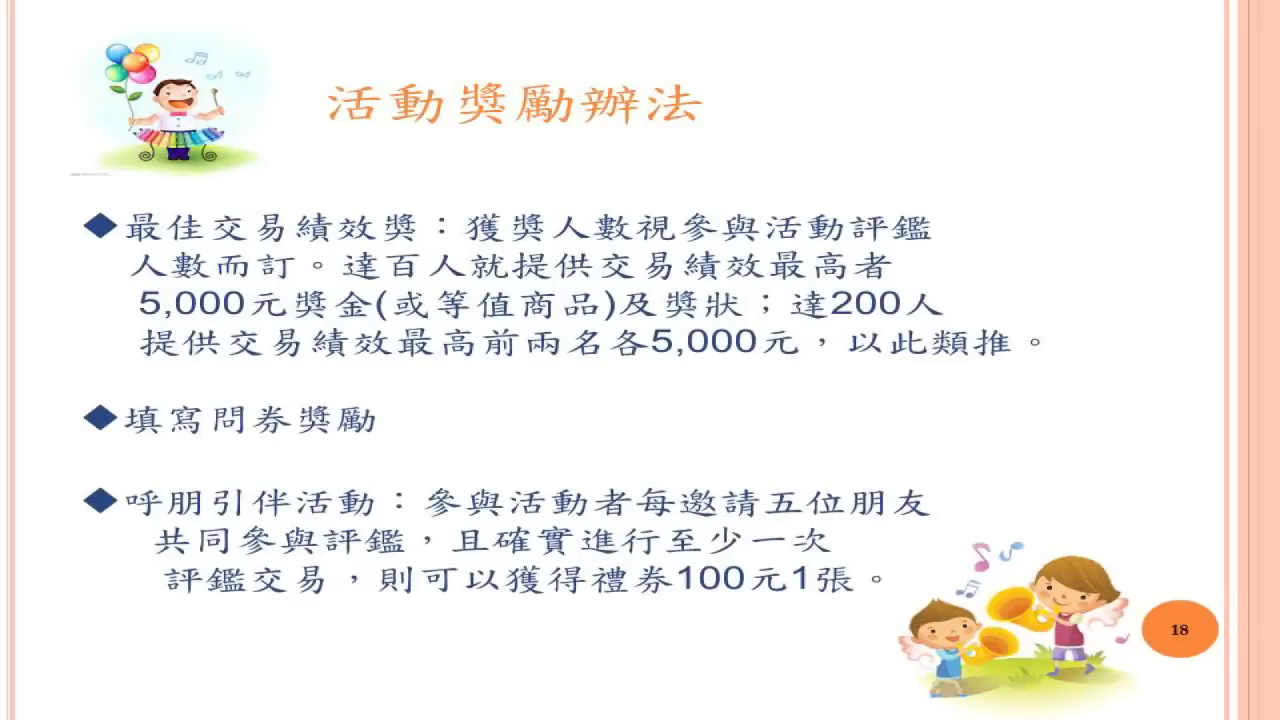 活動獎勵辦法
最佳交易績效獎：獲獎人數視參與活動評鑑
人數而訂。達百人就提供交易績效最高者
5,000元獎金(或等值商品)及獎狀；達200人
提供交易績效最高前兩名各5,000元，以此類推。
填寫問券獎勵
呼朋引伴活動：參與活動者每邀請五位朋友
共同參與評鑑，且確實進行至少一次
評鑑交易，則可以獲得禮券100元1張。
18